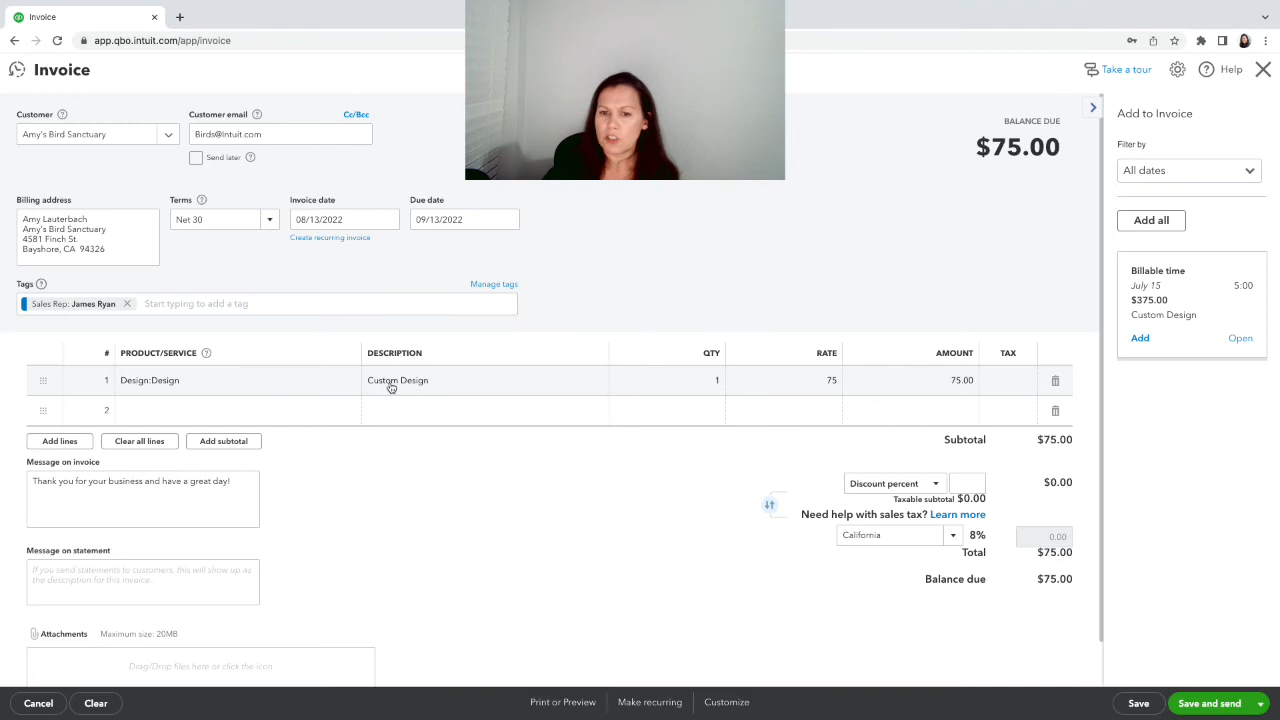 Invoice
app.qbo.intuit.com/app/invoice
Invoice
Take a tour
Help
Customer
Customer email
Cc/Bcc
Amy's Bird Sanctuary
Birds@Intuit.com
Send later
BALANCE DUE
$75.00
Billing address
Terms
Invoice date
Due date
Amy Lauterbach
Amy's Bird Sanctuary
4581 Finch St.
Bayshore, CA 94326
Net 30
08/13/2022
09/13/2022
Create recurring invoice
Tags
Manage tags
Sales Rep: James Ryan
Start typing to add a tag
# PRODUCT/SERVICE DESCRIPTION QTY RATE AMOUNT TAX
1 Design:Design Custom Design 1 75 75.00
2
Add lines
Clear all lines
Add subtotal
Subtotal $75.00
Message on invoice
Thank you for your business and have a great day!
Discount percent $0.00
Taxable subtotal $0.00
Need help with sales tax? Learn more
California 8% 0.00
Total $75.00
Balance due $75.00
Message on statement
If you send statements to customers, this will show up as
the description for this invoice.
Attachments Maximum size: 20MB
Drag/Drop files here or click the icon
Add to Invoice
Filter by
All dates
Add all
Billable time
July 15 5:00
$375.00
Custom Design
Add Open
Cancel
Clear
Print or Preview
Make recurring
Customize
Save
Save and send